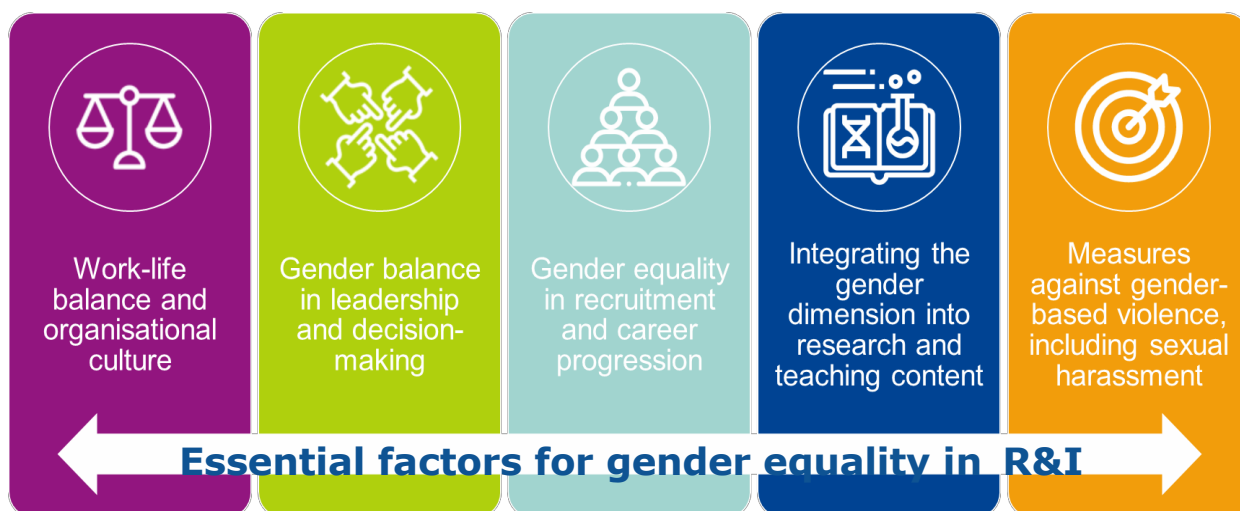 Work-life
balance and
organisational
culture
Gender balance
in leadership
and decision-
making
Gender equality
in recruitment
and career
progression
Integrating the
gender
dimension into
research and
teaching content
Measures
against gender-
based violence,
including sexual
harassment
Essential factors for gender equality in R&I